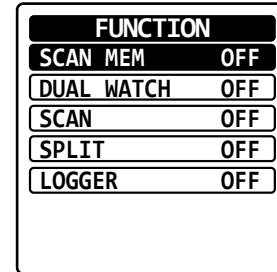 FUNCTION
SCAN MEM OFF
DUAL WATCH OFF
SCAN OFF
SPLIT OFF
LOGGER OFF